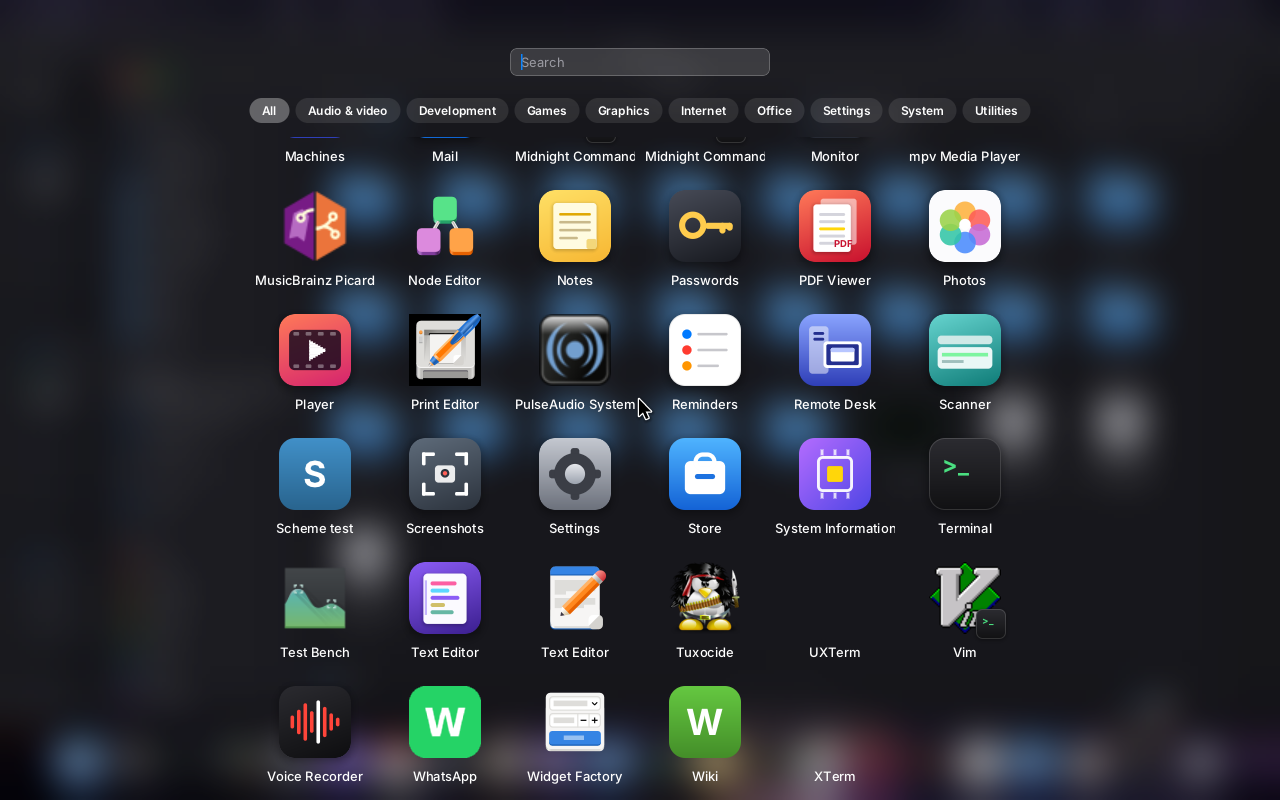 Search
All Audio & video Development Games Graphics Internet Office Settings System Utilities
Machines Mail Midnight Command Midnight Command Monitor mpv Media Player
PDF
MusicBrainz Picard Node Editor Notes Passwords PDF Viewer Photos
Player Print Editor PulseAudio System Reminders Remote Desk Scanner
S >_
Scheme test Screenshots Settings Store System Information Terminal
>_
Test Bench Text Editor Text Editor Tuxocide UXTerm Vim
W W
Voice Recorder WhatsApp Widget Factory Wiki XTerm